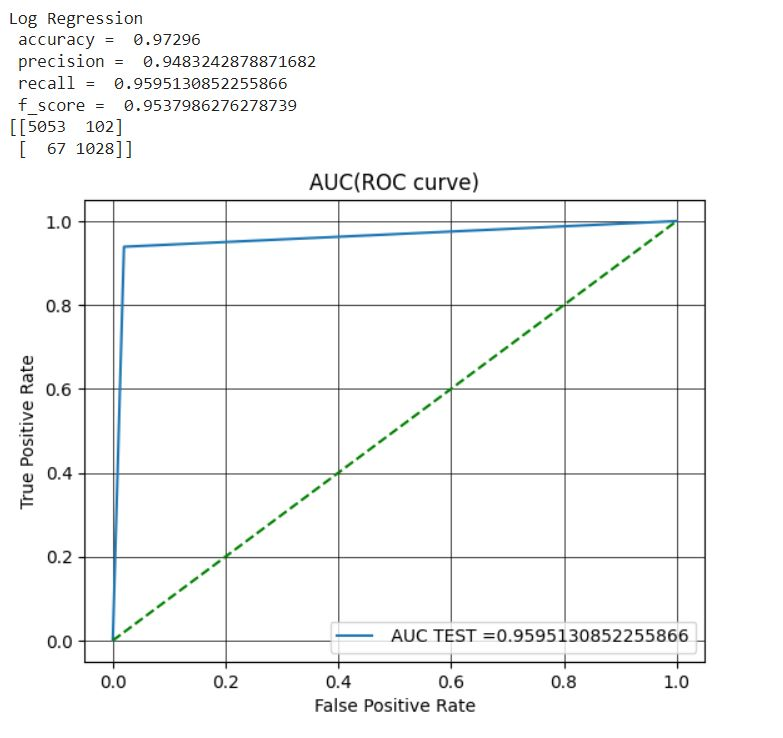 Log Regression
accuracy =  0.97296
precision =  0.9483242878871682
recall =  0.9595130852255866
f_score =  0.9537986276278739
[[5053  102]
[  67 1028]]
AUC(ROC curve)
1.0
0.8
0.6
0.4
0.2
0.0
True Positive Rate
AUC TEST =0.9595130852255866
0.0 0.2 0.4 0.6 0.8 1.0
False Positive Rate